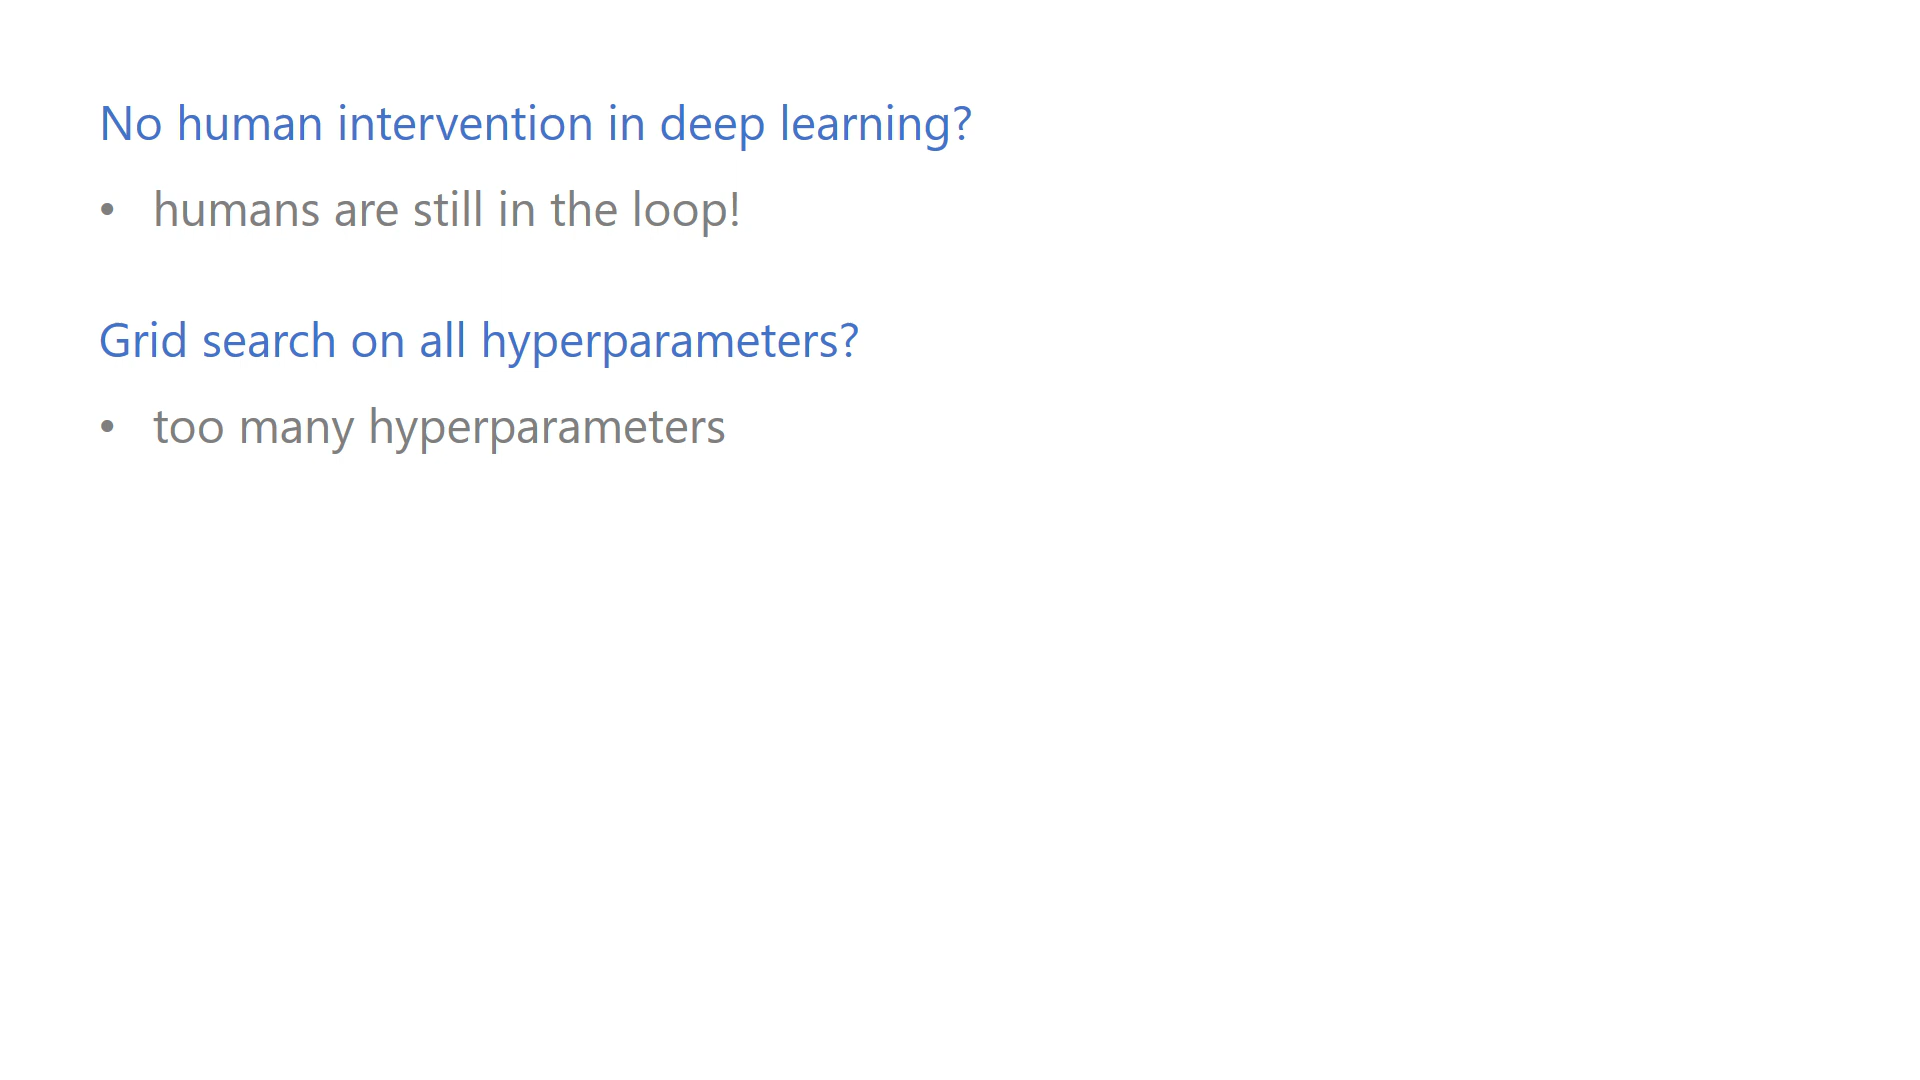 No human intervention in deep learning?
• humans are still in the loop!
Grid search on all hyperparameters?
• too many hyperparameters